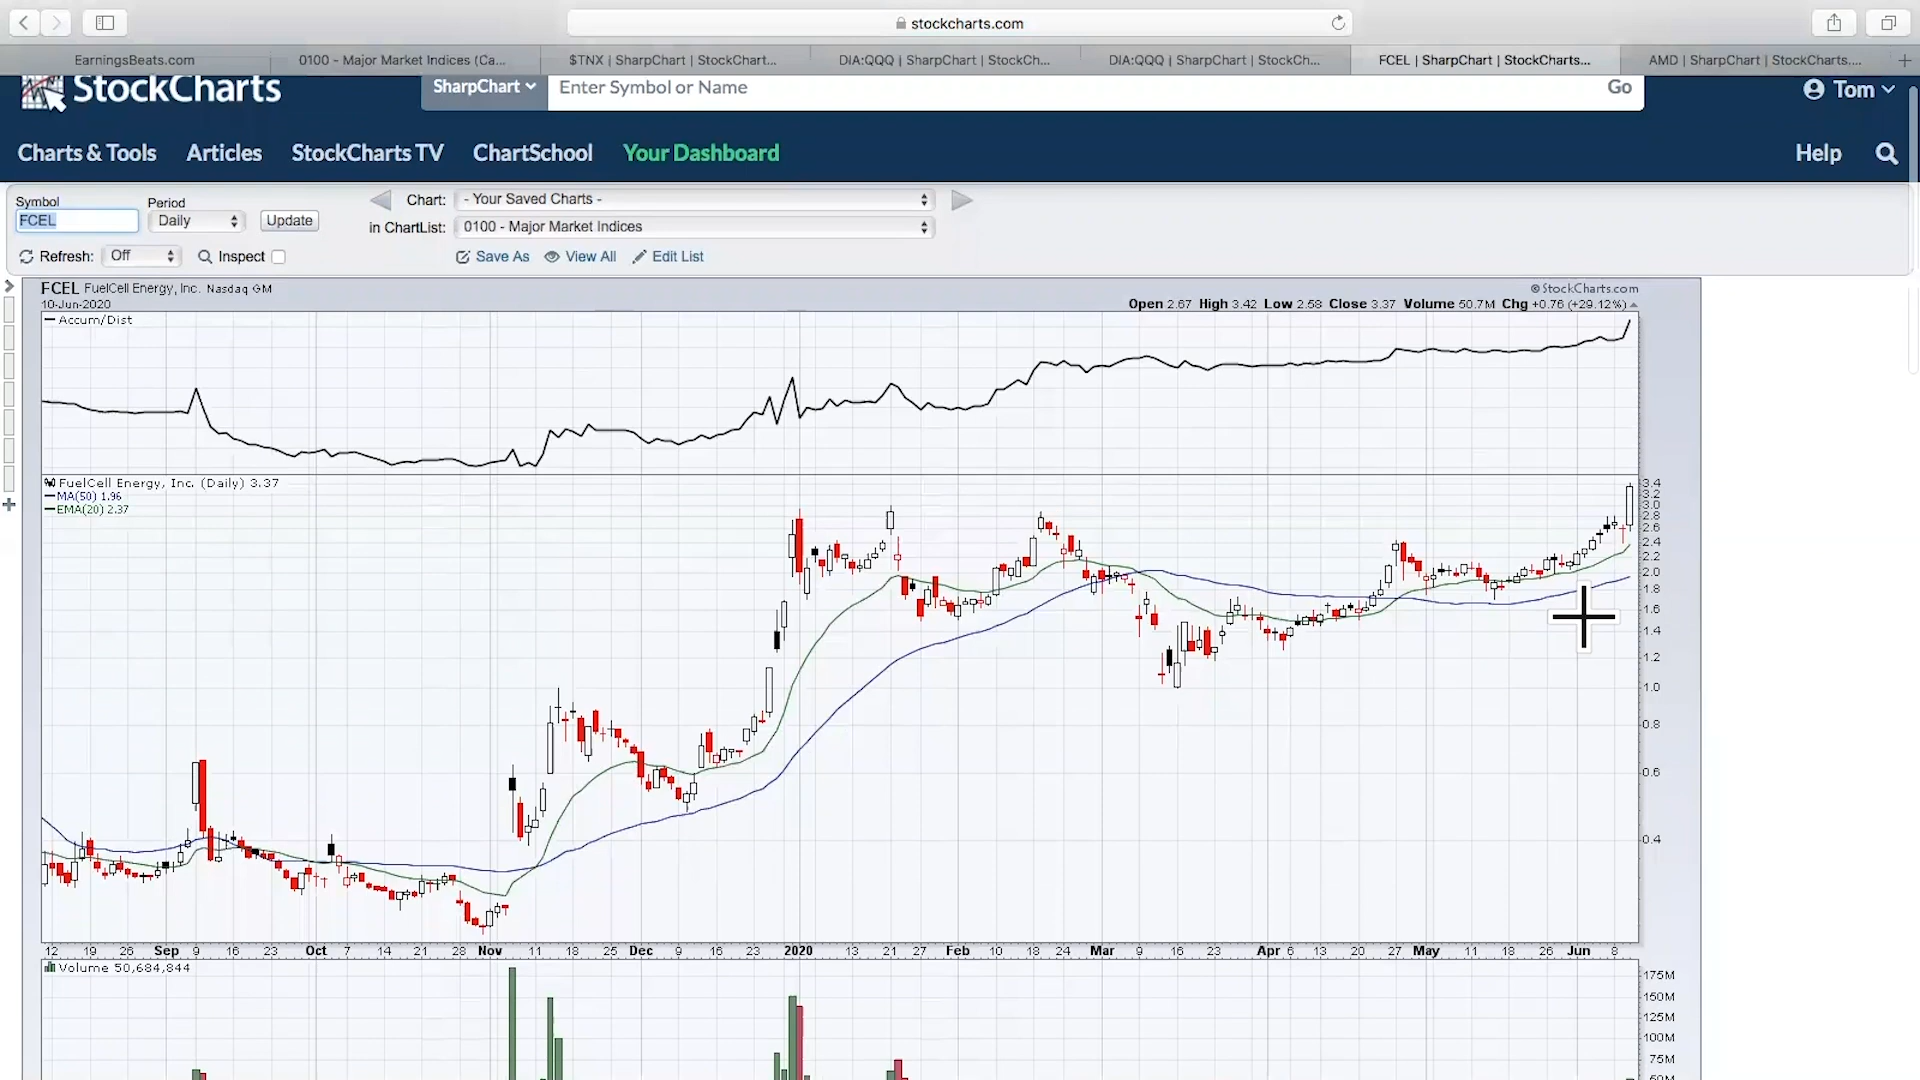 stockcharts.com
EarningsBeats.com
0100 - Major Market Indices (Ca...
$TNX | SharpChart | StockChart...
DIA:QQQ | SharpChart | StockCh...
DIA:QQQ | SharpChart | StockCh...
FCEL | SharpChart | StockCharts...
AMD | SharpChart | StockCharts....
StockCharts
SharpChart
Enter Symbol or Name
Go
Tom
Charts & Tools
Articles
StockCharts TV
ChartSchool
Your Dashboard
Help
Symbol
Period
FCEL
Daily
Update
Chart:
- Your Saved Charts -
in ChartList:
0100 - Major Market Indices
Refresh:
Off
Inspect
Save As
View All
Edit List
FCEL FuelCell Energy, Inc. Nasdaq GM
© StockCharts.com
10-Jun-2020
Open 2.67 High 3.42 Low 2.58 Close 3.37 Volume 50.7M Chg +0.76 (+29.12%)
Accum/Dist
FuelCell Energy, Inc. (Daily) 3.37
MA(50) 1.96
EMA(20) 2.37
3.4
3.2
3.0
2.8
2.6
2.4
2.2
2.0
1.8
1.6
1.4
1.2
1.0
0.8
0.6
0.4
12 19 26 Sep 9 16 23 Oct 7 14 21 28 Nov 11 18 25 Dec 9 16 23 2020 13 21 27 Feb 10 18 24 Mar 9 16 23 Apr 6 13 20 27 May 11 18 26 Jun 8
Volume 50,684,844
175M
150M
125M
100M
75M
50M